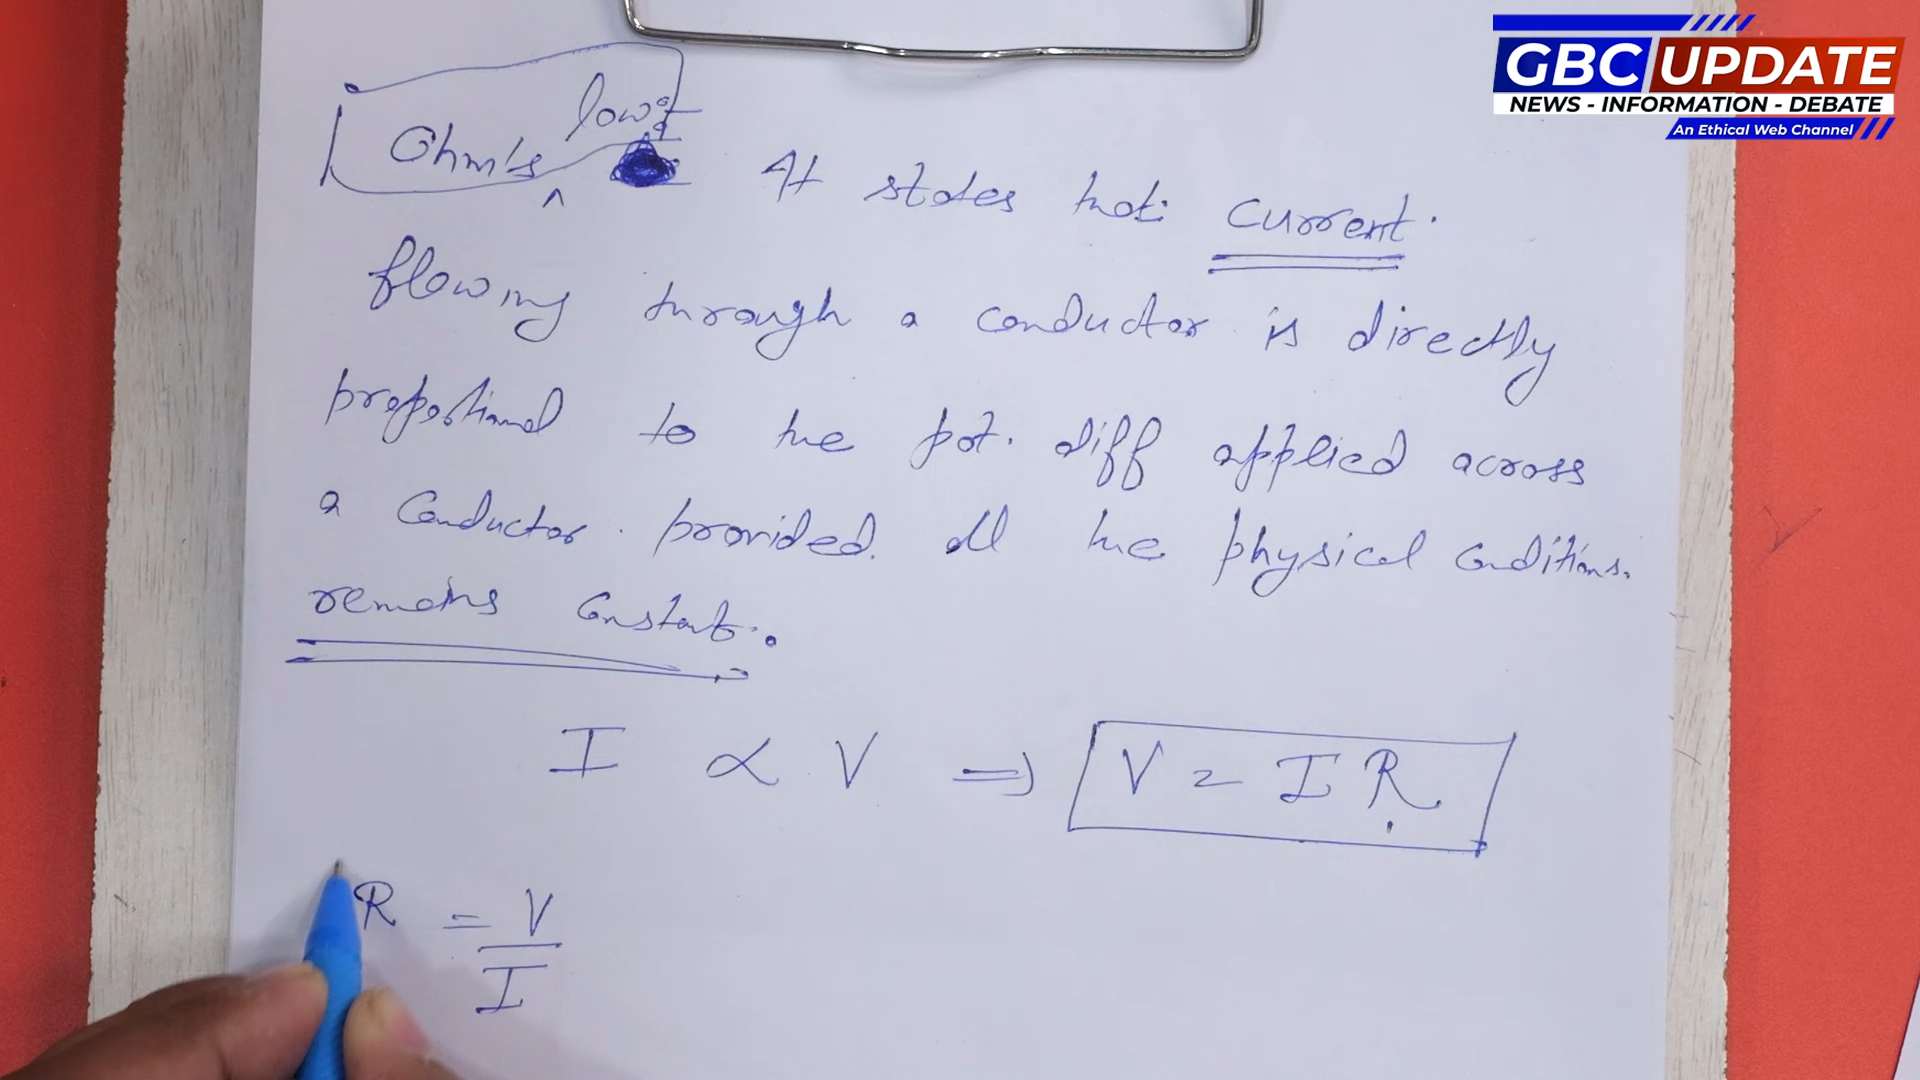 GBC UPDATE
NEWS - INFORMATION - DEBATE
An Ethical Web Channel
Ohm's law: It states that current
flowing through a conductor is directly
proportional to the pot. diff applied across
a conductor. provided. all the physical conditions.
remains constant.
I ∝ V ⇒ V = IR
R = V
I